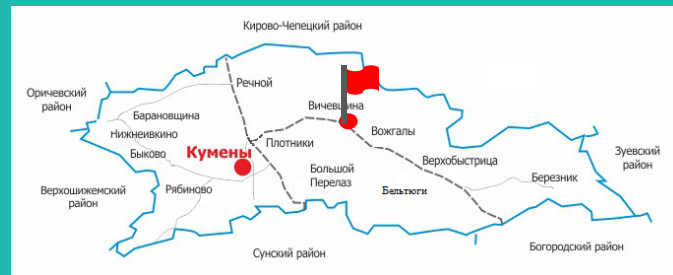 Кирово-Чепецкий район
Речной
Оричевский
район
Вичевщина
Барановщина
Нижнеивкино
Вожгалы
Плотники
Быково
Кумены
Зуевский
район
Верхобыстрица
Большой
Перелаз
Березник
Бельтюги
Рябиново
Верхошижемский
район
Сунский район
Богородский район